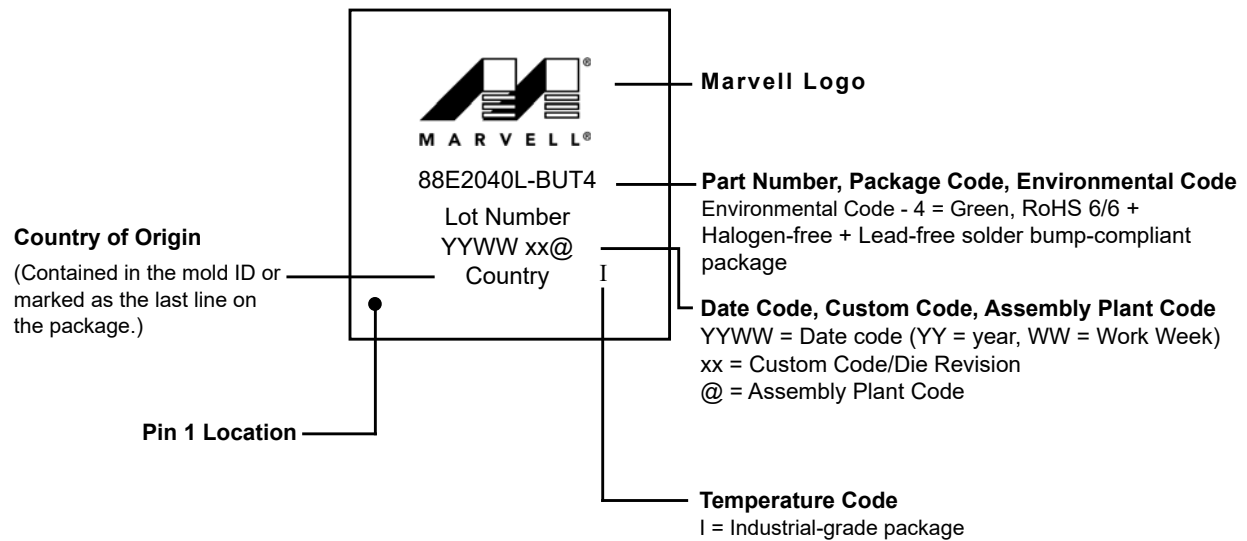 ®
MARVELL®
88E2040L-BUT4
Lot Number
YYWW xx@
Country
I
Marvell Logo
Part Number, Package Code, Environmental Code
Environmental Code - 4 = Green, RoHS 6/6 +
Halogen-free + Lead-free solder bump-compliant
package
Country of Origin
(Contained in the mold ID or
marked as the last line on
the package.)
Date Code, Custom Code, Assembly Plant Code
YYWW = Date code (YY = year, WW = Work Week)
xx = Custom Code/Die Revision
@ = Assembly Plant Code
Pin 1 Location
Temperature Code
I = Industrial-grade package